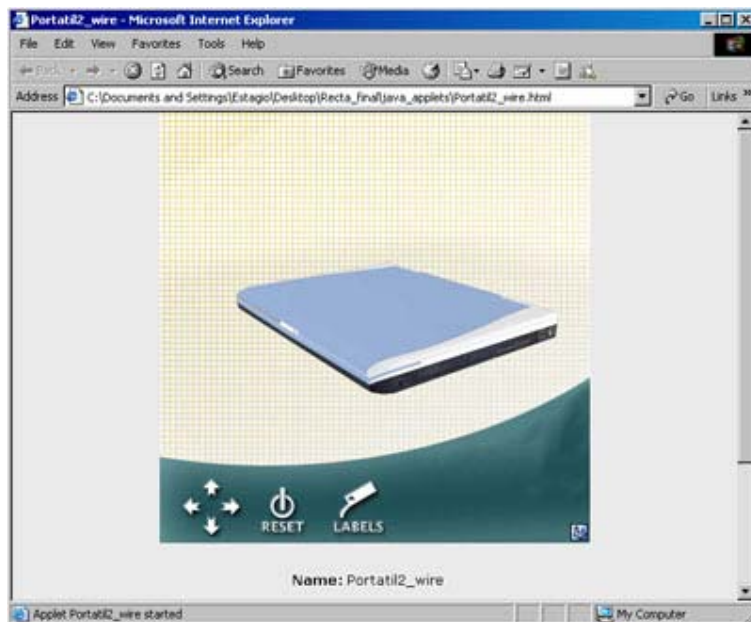 Portatil2_wire - Microsoft Internet Explorer
File Edit View Favorites Tools Help
Back Search Favorites Media
Address C:\Documents and Settings\Estagio\Desktop\Recta_final\java_applets\Portatil2_wire.html Go Links »
RESET LABELS
Name: Portatil2_wire
Applet Portatil2_wire started My Computer